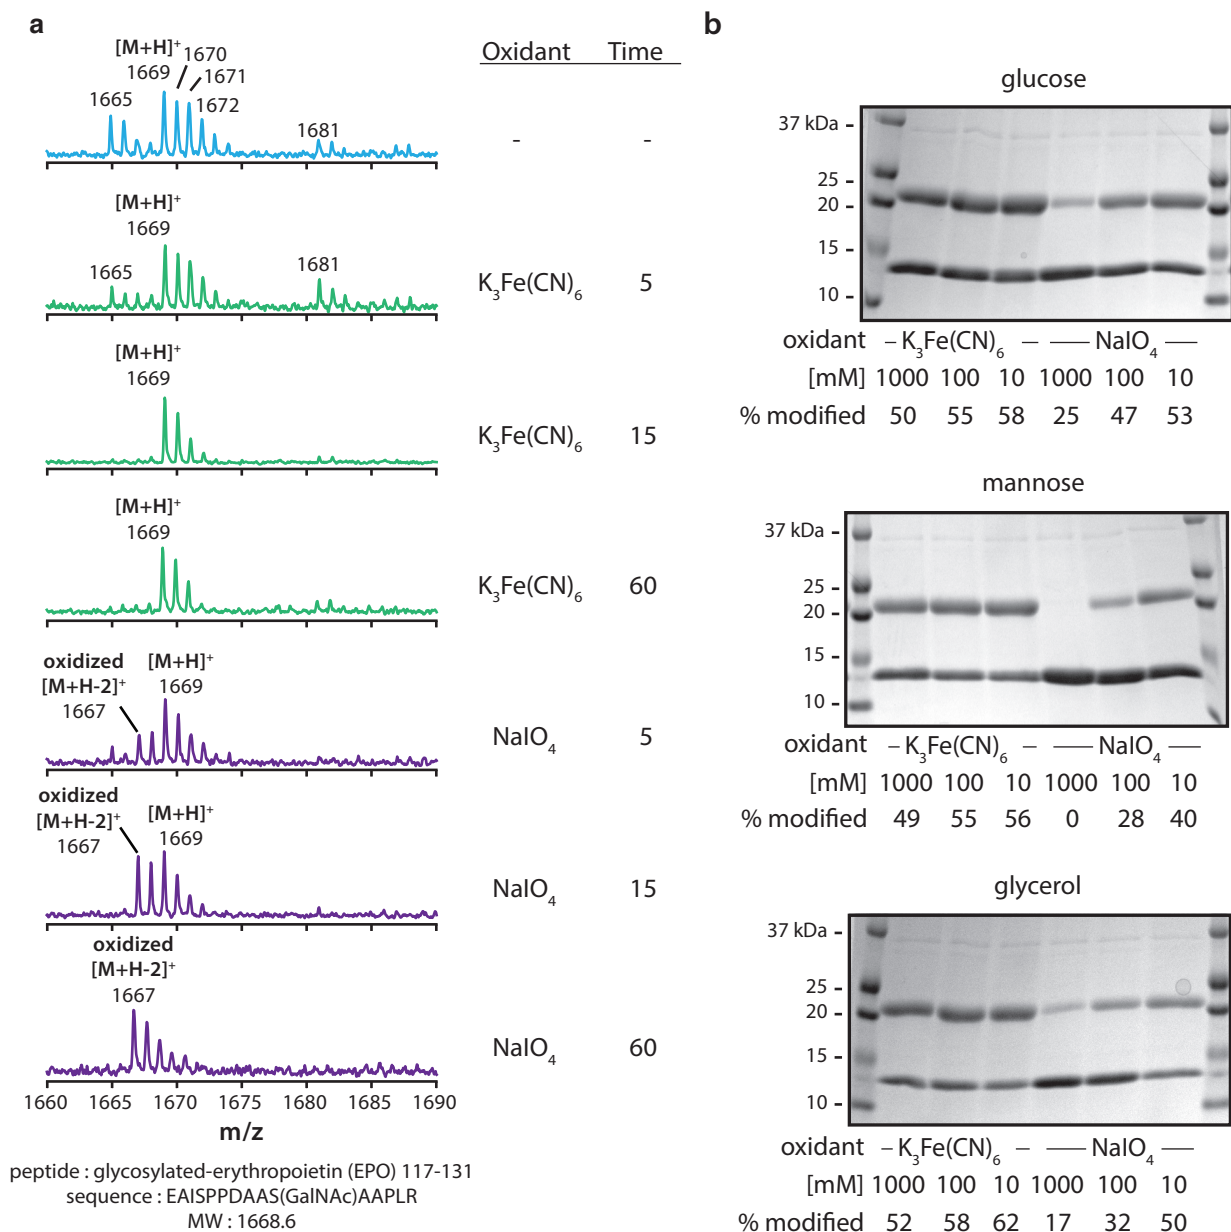 a
Oxidant Time
[M+H]⁺
1669
1670
1671
1672
1665
1681
- -
[M+H]⁺
1669
1665
1681
K₃Fe(CN)₆ 5
[M+H]⁺
1669
K₃Fe(CN)₆ 15
[M+H]⁺
1669
K₃Fe(CN)₆ 60
oxidized
[M+H-2]⁺
1667
[M+H]⁺
1669
NaIO₄ 5
oxidized
[M+H-2]⁺
1667
[M+H]⁺
1669
NaIO₄ 15
oxidized
[M+H-2]⁺
1667
NaIO₄ 60
1660 1665 1670 1675 1680 1685 1690
m/z
peptide : glycosylated-erythropoietin (EPO) 117-131
sequence : EAISPPDAAS(GalNAc)AAPLR
MW : 1668.6
b
glucose
37 kDa –
25 –
20 –
15 –
10 –
oxidant – K₃Fe(CN)₆ – — NaIO₄ —
[mM] 1000 100 10 1000 100 10
% modified 50 55 58 25 47 53
mannose
37 kDa –
25 –
20 –
15 –
10 –
oxidant – K₃Fe(CN)₆ – — NaIO₄ —
[mM] 1000 100 10 1000 100 10
% modified 49 55 56 0 28 40
glycerol
37 kDa –
25 –
20 –
15 –
10 –
oxidant – K₃Fe(CN)₆ – — NaIO₄ —
[mM] 1000 100 10 1000 100 10
% modified 52 58 62 17 32 50